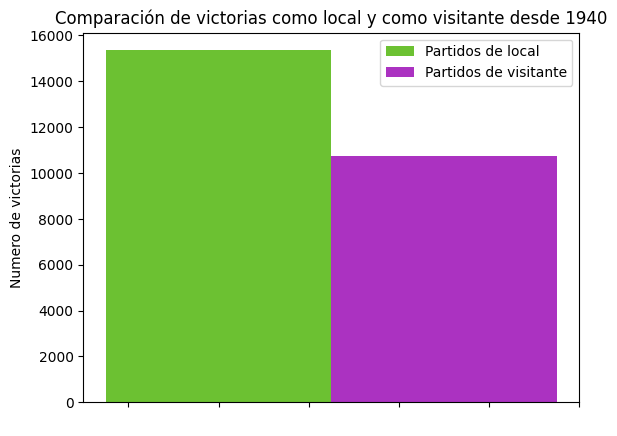 Comparación de victorias como local y como visitante desde 1940
16000
14000
12000
10000
8000
6000
4000
2000
0
Numero de victorias
Partidos de local
Partidos de visitante